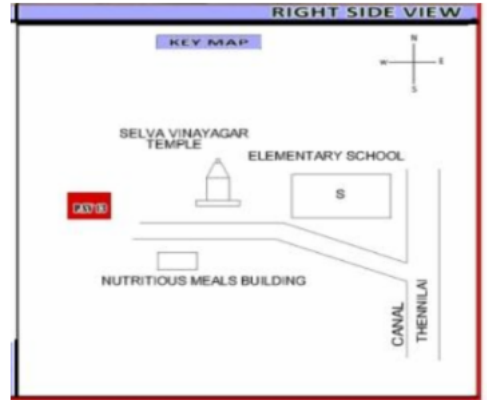 RIGHT SIDE VIEW
KEY MAP
N
W
E
S
SELVA VINAYAGAR
TEMPLE
ELEMENTARY SCHOOL
S
NUTRITIOUS MEALS BUILDING
CANAL
THENNILAI